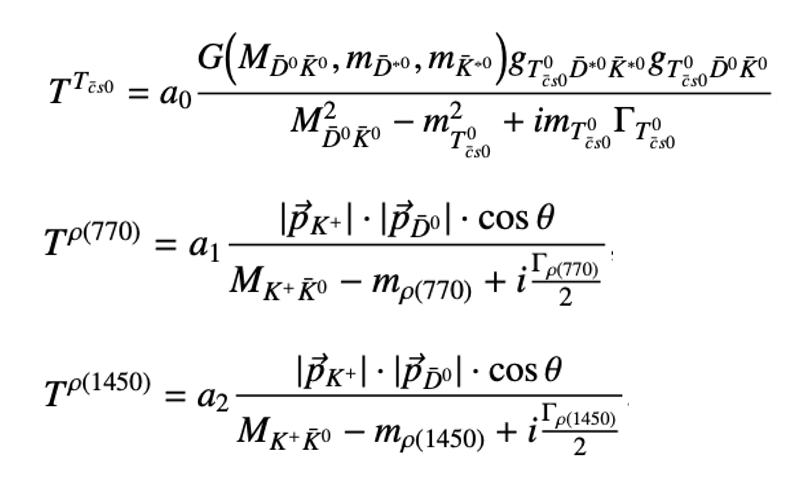 T^{T_{\bar{c}s0}} = a_0 \frac{G(M_{\bar{D}^0\bar{K}^0}, m_{\bar{D}^{*0}}, m_{\bar{K}^{*0}}) g_{T^0_{\bar{c}s0}\bar{D}^{*0}\bar{K}^{*0}} g_{T^0_{\bar{c}s0}\bar{D}^0\bar{K}^0}}{M^2_{\bar{D}^0\bar{K}^0} - m^2_{T^0_{\bar{c}s0}} + i m_{T^0_{\bar{c}s0}} \Gamma_{T^0_{\bar{c}s0}}}
T^{\rho(770)} = a_1 \frac{|\vec{p}_{K^+}| \cdot |\vec{p}_{\bar{D}^0}| \cdot \cos\theta}{M_{K^+\bar{K}^0} - m_{\rho(770)} + i\frac{\Gamma_{\rho(770)}}{2}}
T^{\rho(1450)} = a_2 \frac{|\vec{p}_{K^+}| \cdot |\vec{p}_{\bar{D}^0}| \cdot \cos\theta}{M_{K^+\bar{K}^0} - m_{\rho(1450)} + i\frac{\Gamma_{\rho(1450)}}{2}}